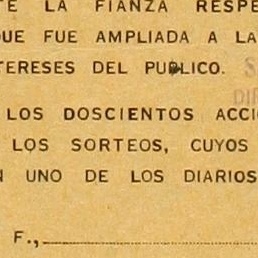 TE LA FIANZA RESPE
QUE FUE AMPLIADA A LA
TERESES DEL PUBLICO. S
DI
LOS DOSCIENTOS ACCI
LOS SORTEOS, CUYOS
N UNO DE LOS DIARIOS
F.,